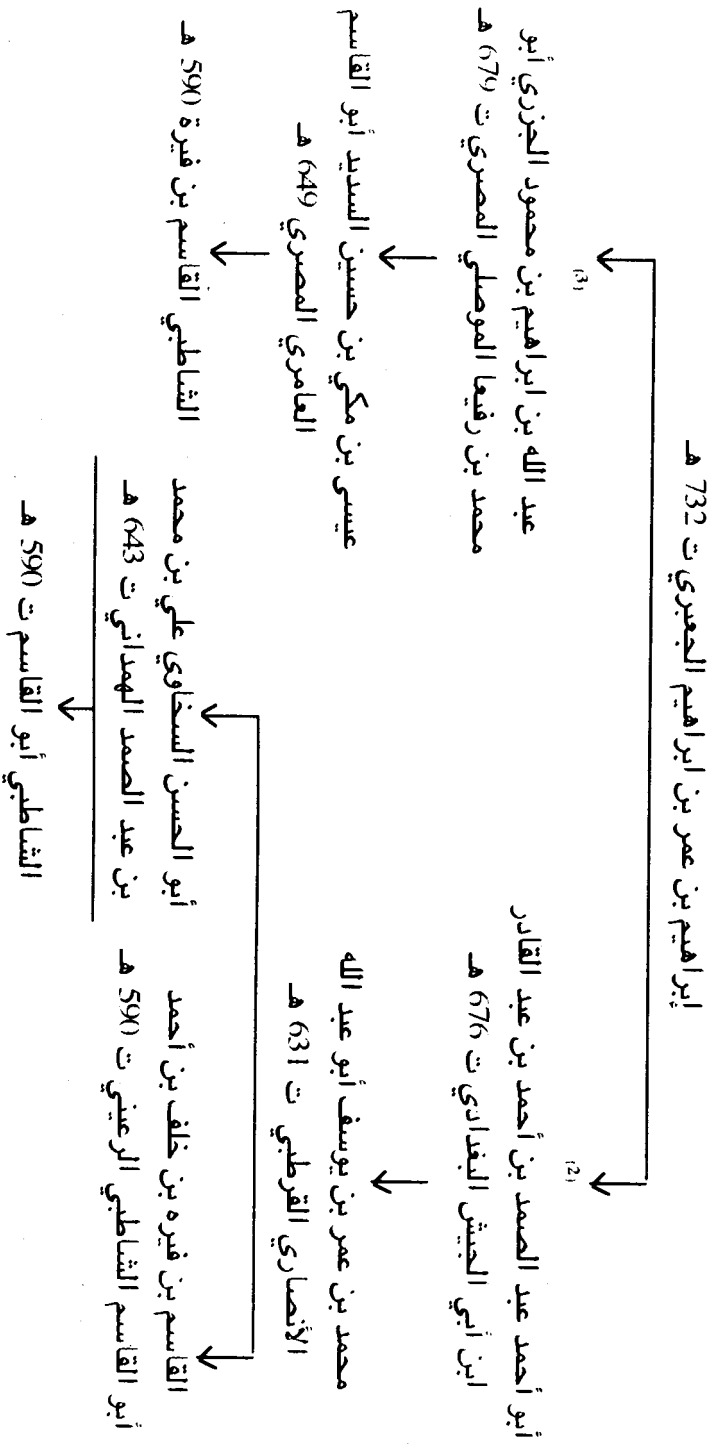 إبراهيم بن عمر بن ابراهيم الجعبري ت 732 هـ
(2)
أبو أحمد عبد الصمد بن أحمد بن عبد القادر
ابن أبي الجيش البغدادي ت 676 هـ
(3)
عبد الله بن ابراهيم بن محمود الجزري أبو
محمد بن رفيعا الموصلي المصري ت 679 هـ
محمد بن عمر بن يوسف أبو عبد الله
الأنصاري القرطبي ت 631 هـ
عيسى بن مكي بن حسين السديد أبو القاسم
العامري المصري 649 هـ
القاسم بن فيره بن خلف بن أحمد
أبو القاسم الشاطبي الرعيني ت 590 هـ
أبو الحسن السخاوي علي بن محمد
بن عبد الصمد الهمداني ت 643 هـ
الشاطبي القاسم بن فيرة 590 هـ
الشاطبي أبو القاسم ت 590 هـ